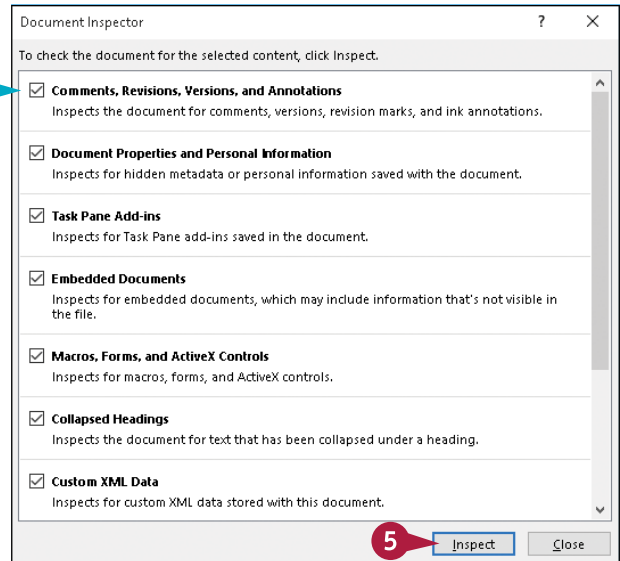 Document Inspector
?
To check the document for the selected content, click Inspect.
Comments, Revisions, Versions, and Annotations
Inspects the document for comments, versions, revision marks, and ink annotations.
Document Properties and Personal Information
Inspects for hidden metadata or personal information saved with the document.
Task Pane Add-ins
Inspects for Task Pane add-ins saved in the document.
Embedded Documents
Inspects for embedded documents, which may include information that's not visible in
the file.
Macros, Forms, and ActiveX Controls
Inspects for macros, forms, and ActiveX controls.
Collapsed Headings
Inspects the document for text that has been collapsed under a heading.
Custom XML Data
Inspects for custom XML data stored with this document.
5
Inspect
Close